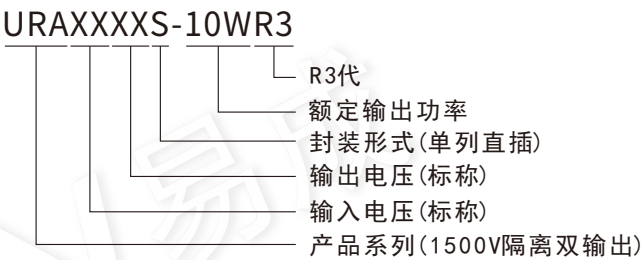 URAXXXXS-10WR3
R3代
额定输出功率
封装形式(单列直插)
输出电压(标称)
输入电压(标称)
产品系列(1500V隔离双输出)